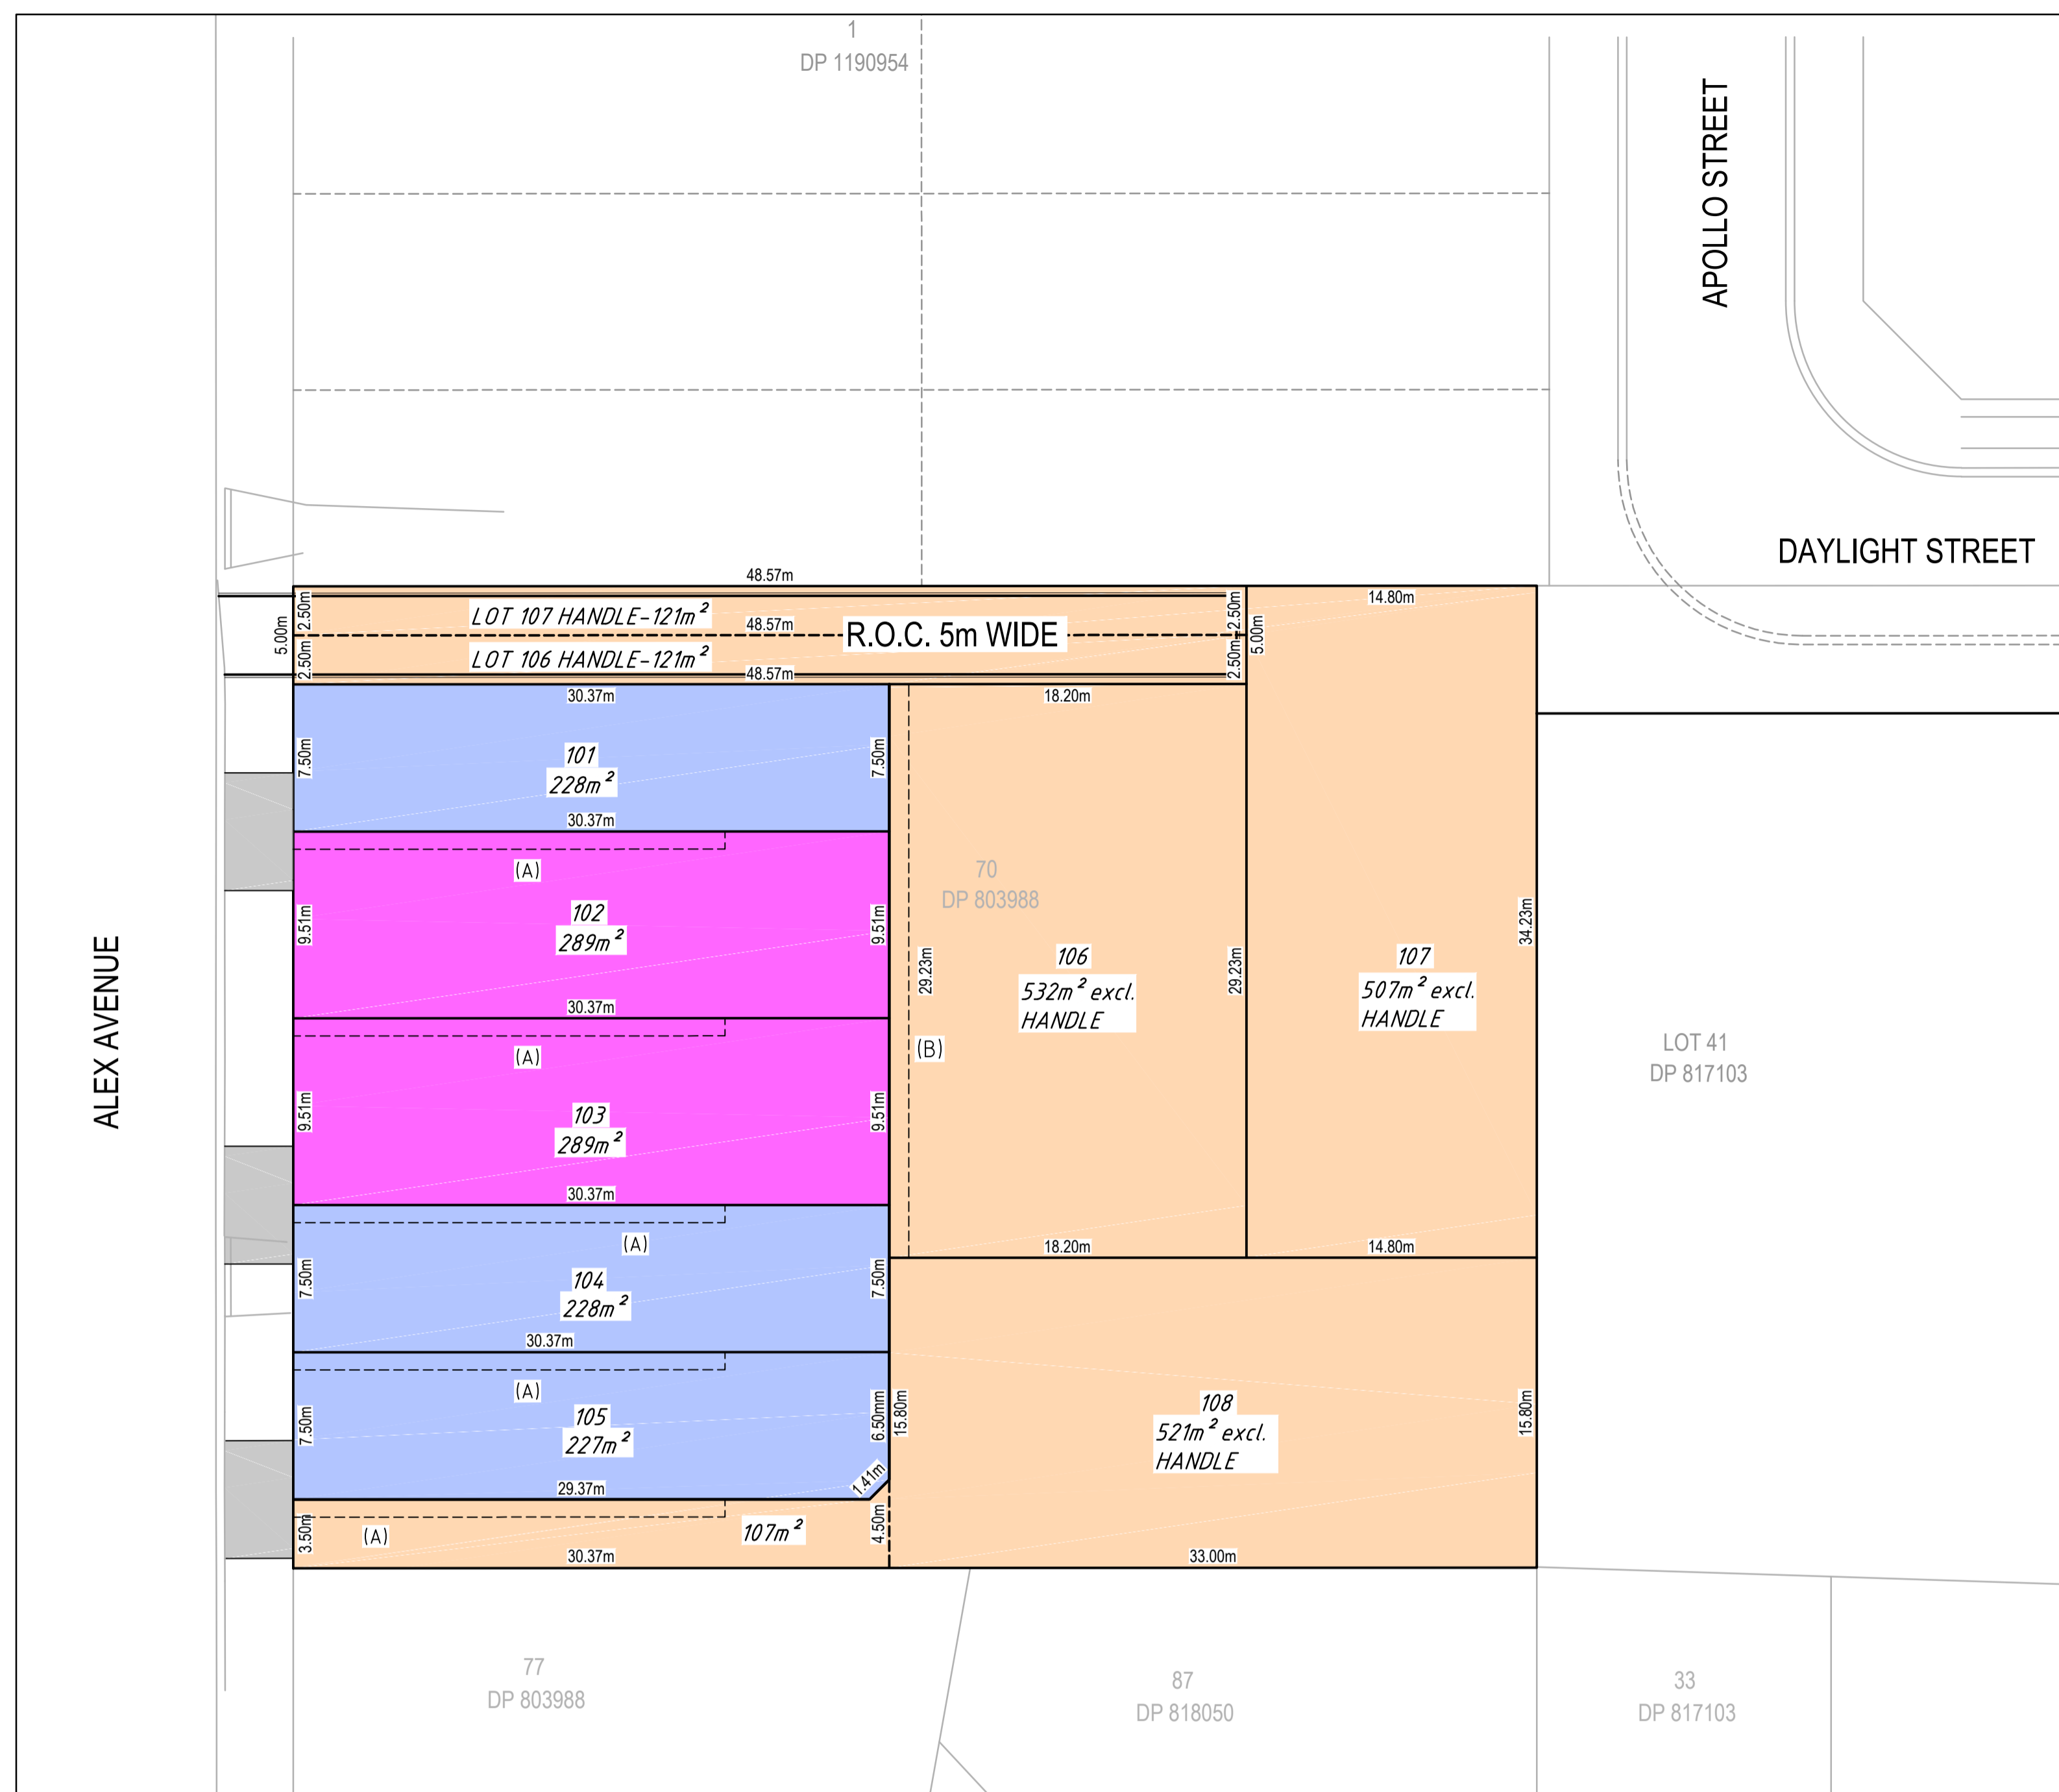 1
DP 1190954
APOLLO STREET
DAYLIGHT STREET
48.57m
14.80m
5.00m
2.50m
LOT 107 HANDLE-121m²
48.57m
R.O.C. 5m WIDE
2.50m
5.00m
2.50m
LOT 106 HANDLE-121m²
48.57m
2.50m
30.37m
18.20m
7.50m
101
228m²
7.50m
30.37m
(A)
70
DP 803988
9.51m
102
289m²
9.51m
30.37m
29.23m
106
532m² excl.
HANDLE
29.23m
107
507m² excl.
HANDLE
34.23m
ALEX AVENUE
(A)
(B)
LOT 41
DP 817103
9.51m
103
289m²
9.51m
30.37m
(A)
18.20m
14.80m
7.50m
104
228m²
7.50m
30.37m
(A)
7.50m
105
227m²
6.50mm
15.80m
108
521m² excl.
HANDLE
15.80m
29.37m
1.41m
3.50m
(A)
107m²
4.50m
30.37m
33.00m
77
DP 803988
87
DP 818050
33
DP 817103